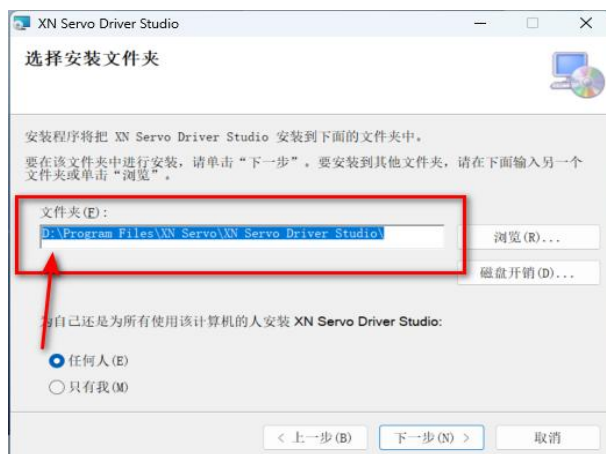 XN Servo Driver Studio
选择安装文件夹
安装程序将把 XN Servo Driver Studio 安装到下面的文件夹中。
要在该文件夹中进行安装，请单击“下一步”。要安装到其他文件夹，请在下面输入另一个
文件夹或单击“浏览”。
文件夹(F):
D:\Program Files\XN Servo\XN Servo Driver Studio\
浏览(R)...
磁盘开销(D)...
为自己还是为所有使用该计算机的人安装 XN Servo Driver Studio:
任何人(E)
只有我(M)
< 上一步(B)
下一步(N) >
取消